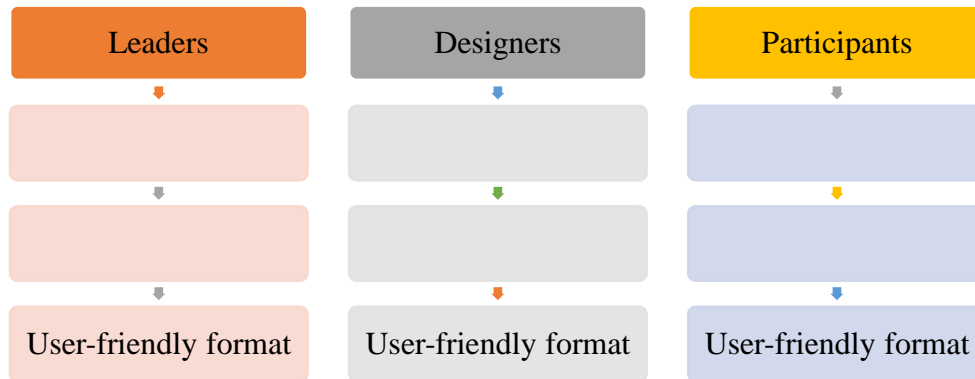 Leaders
Designers
Participants
User-friendly format
User-friendly format
User-friendly format